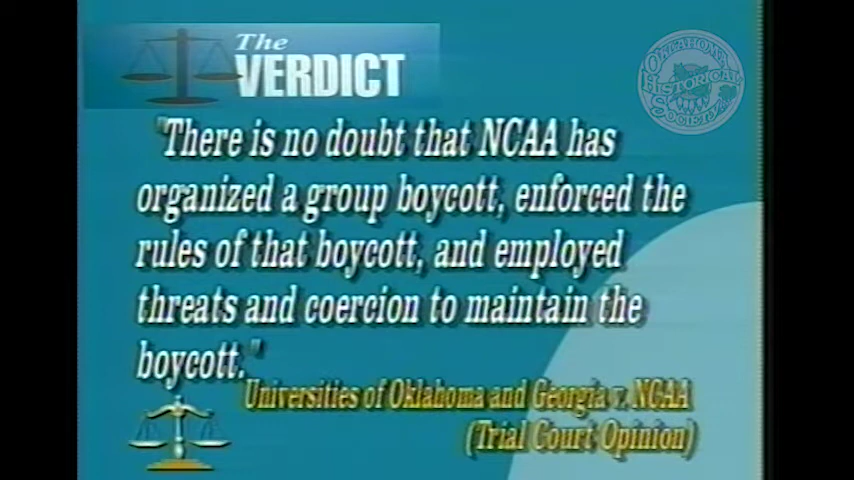 The
VERDICT
OKLAHOMA
HISTORICAL
SOCIETY
"There is no doubt that NCAA has
organized a group boycott, enforced the
rules of that boycott, and employed
threats and coercion to maintain the
boycott."
Universities of Oklahoma and Georgia v. NCAA
(Trial Court Opinion)